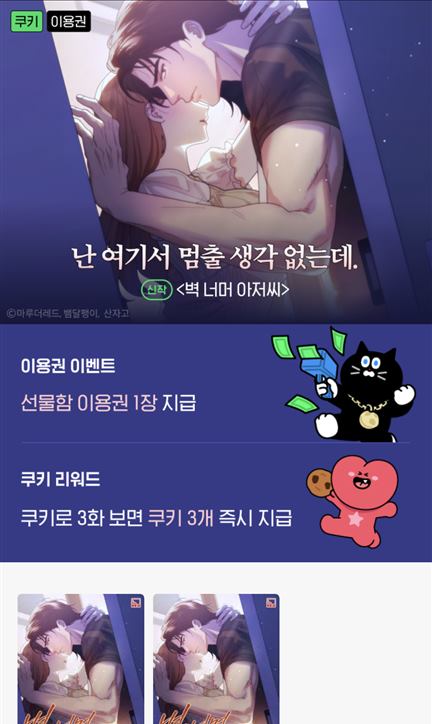 쿠키 이용권
난 여기서 멈출 생각 없는데.
신작 <벽 너머 아저씨>
©마루더레드, 뱀달팽이, 산자고
이용권 이벤트
선물함 이용권 1장 지급
쿠키 리워드
쿠키로 3화 보면 쿠키 3개 즉시 지급